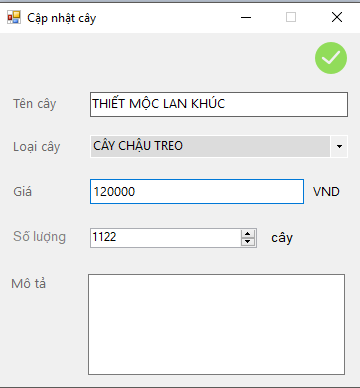 Cập nhật cây
Tên cây THIẾT MỘC LAN KHÚC
Loại cây CÂY CHẬU TREO
Giá 120000 VND
Số lượng 1122 cây
Mô tả